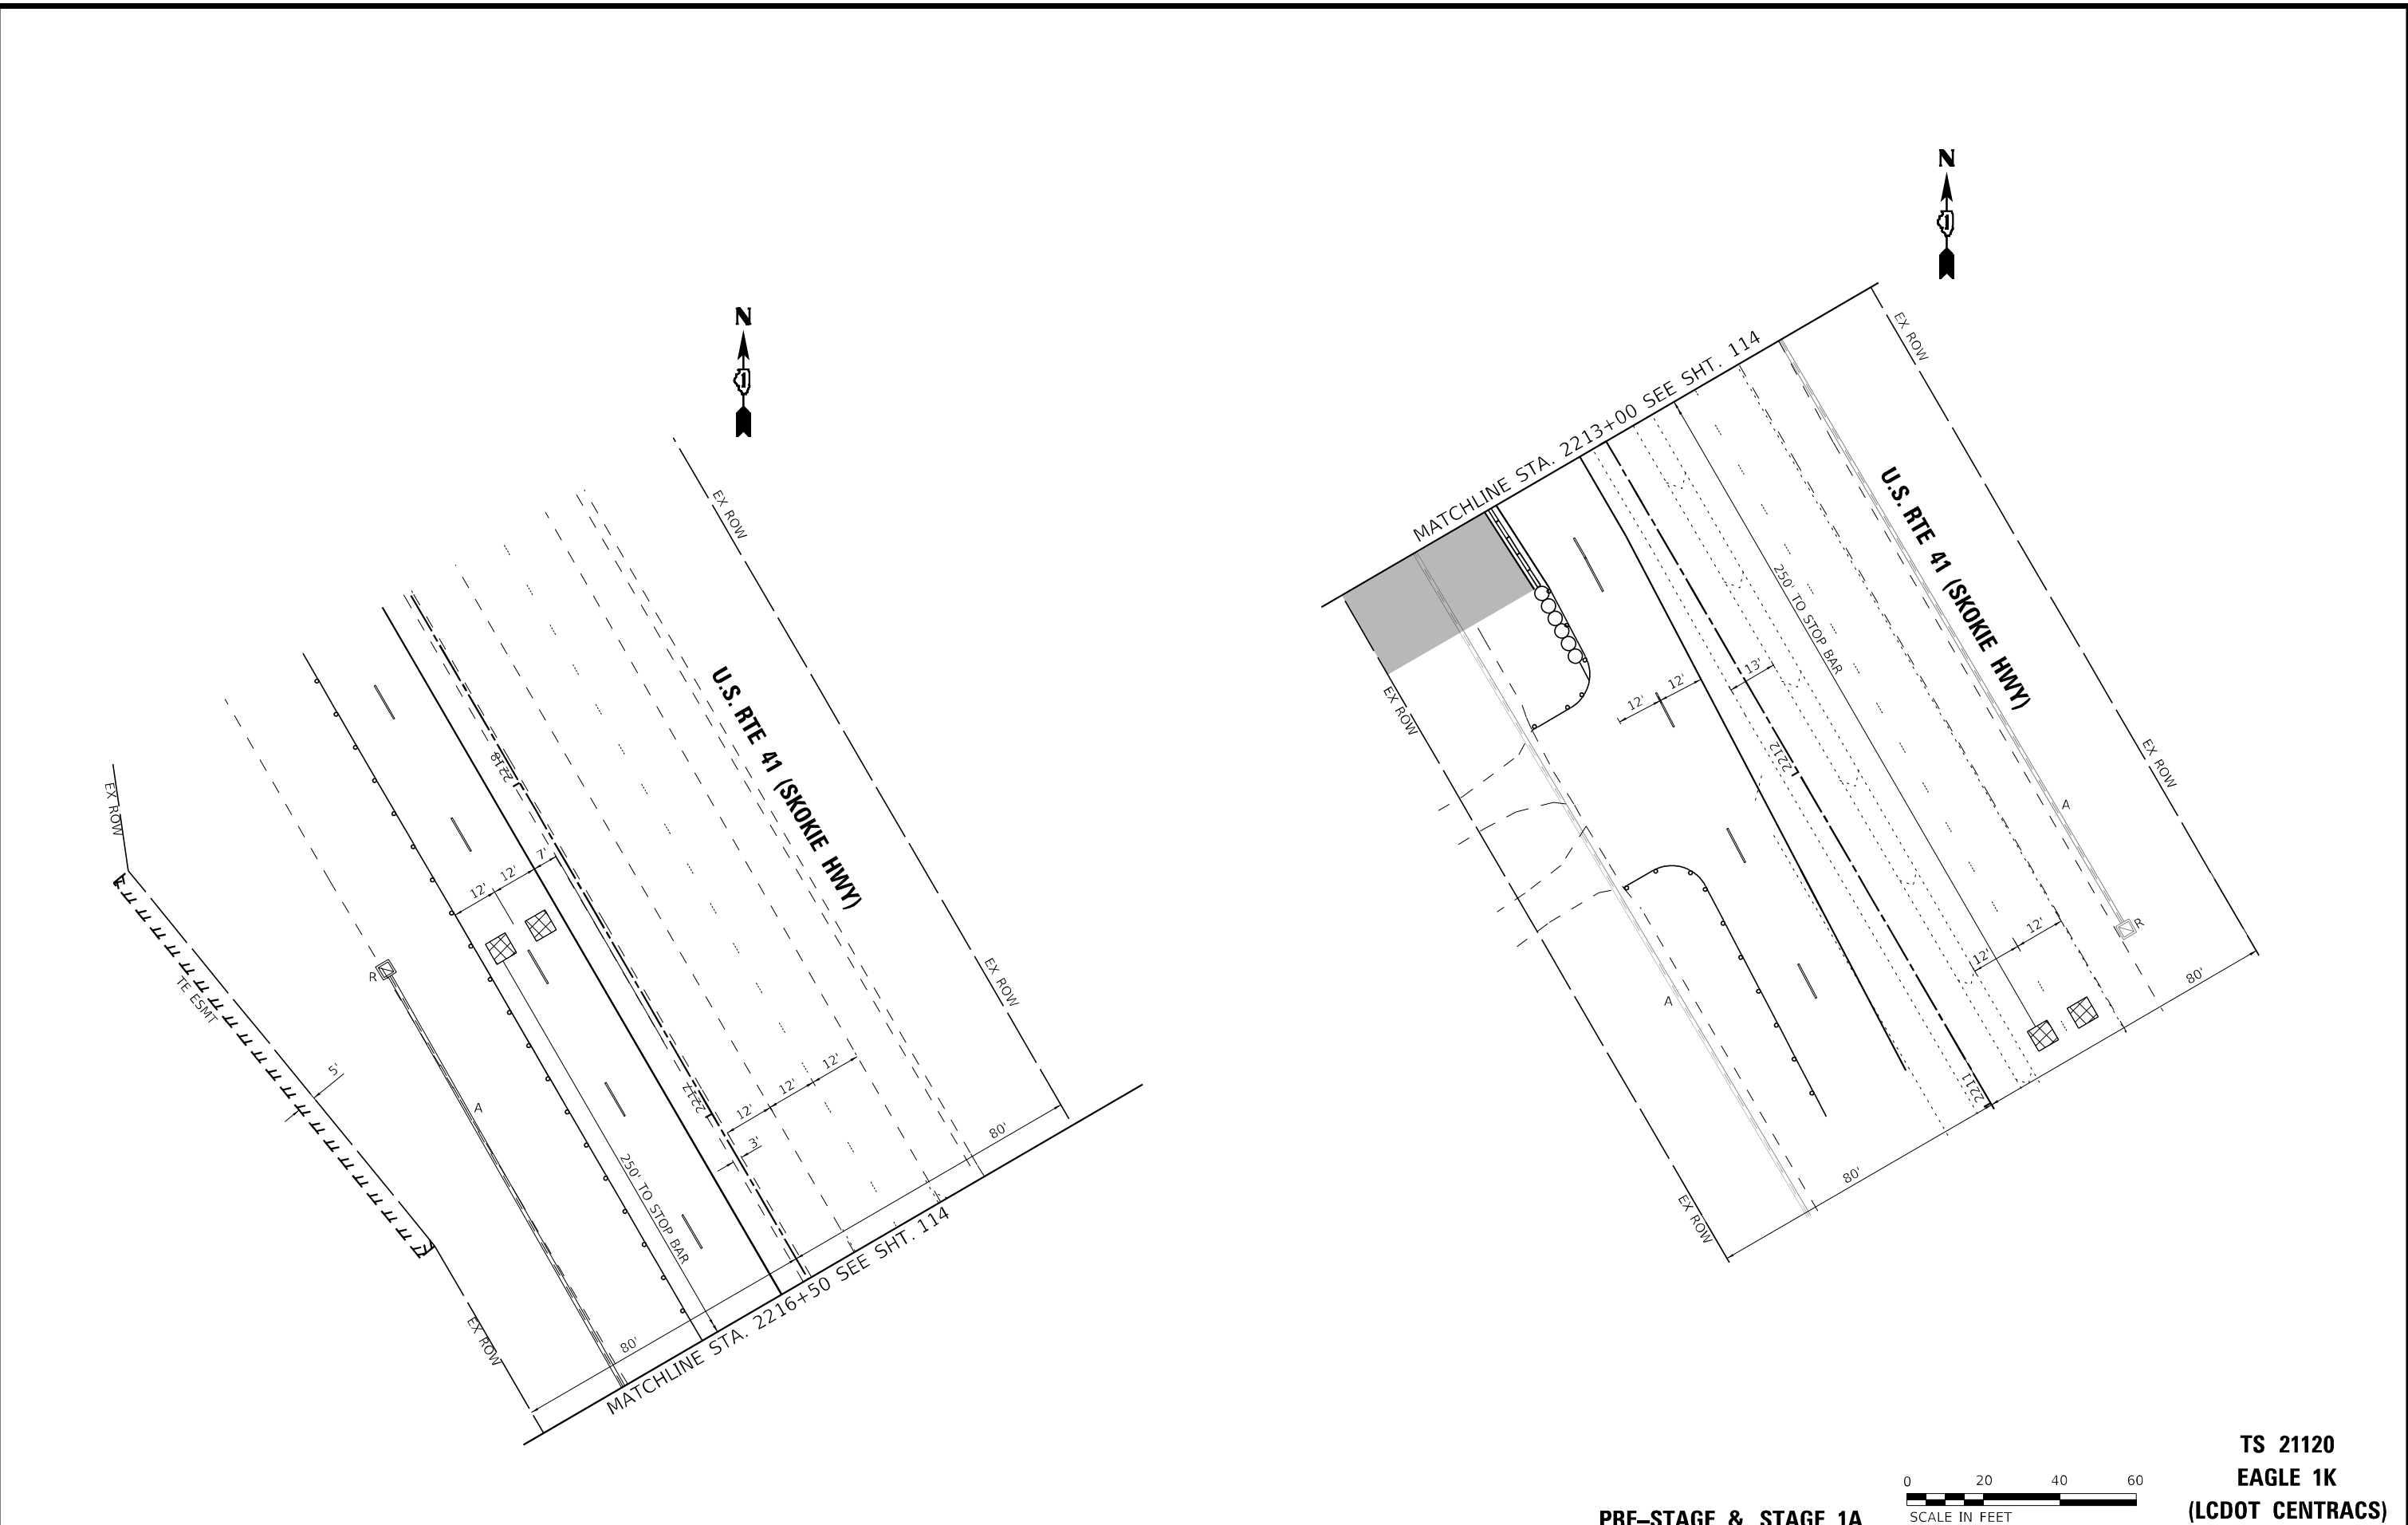 N
EX ROW
U.S. RTE 41 (SKOKIE HWY)
2218
EX ROW
12'
12'
7'
R
TE ESMT
5'
A
EX ROW
2217
12'
12'
12'
3'
80'
250' TO STOP BAR
EX ROW
80'
MATCHLINE STA. 2216+50 SEE SHT. 114
N
1
1
MATCHLINE STA. 2213+00 SEE SHT. 114
EX ROW
U.S. RTE 41 (SKOKIE HWY)
250' TO STOP BAR
EX ROW
12'
12'
13'
2212
EX ROW
A
A
R
12'
12'
80'
2211
80'
EX ROW
PRE-STAGE & STAGE 1A
0 20 40 60
SCALE IN FEET
TS 21120
EAGLE 1K
(LCDOT CENTRACS)